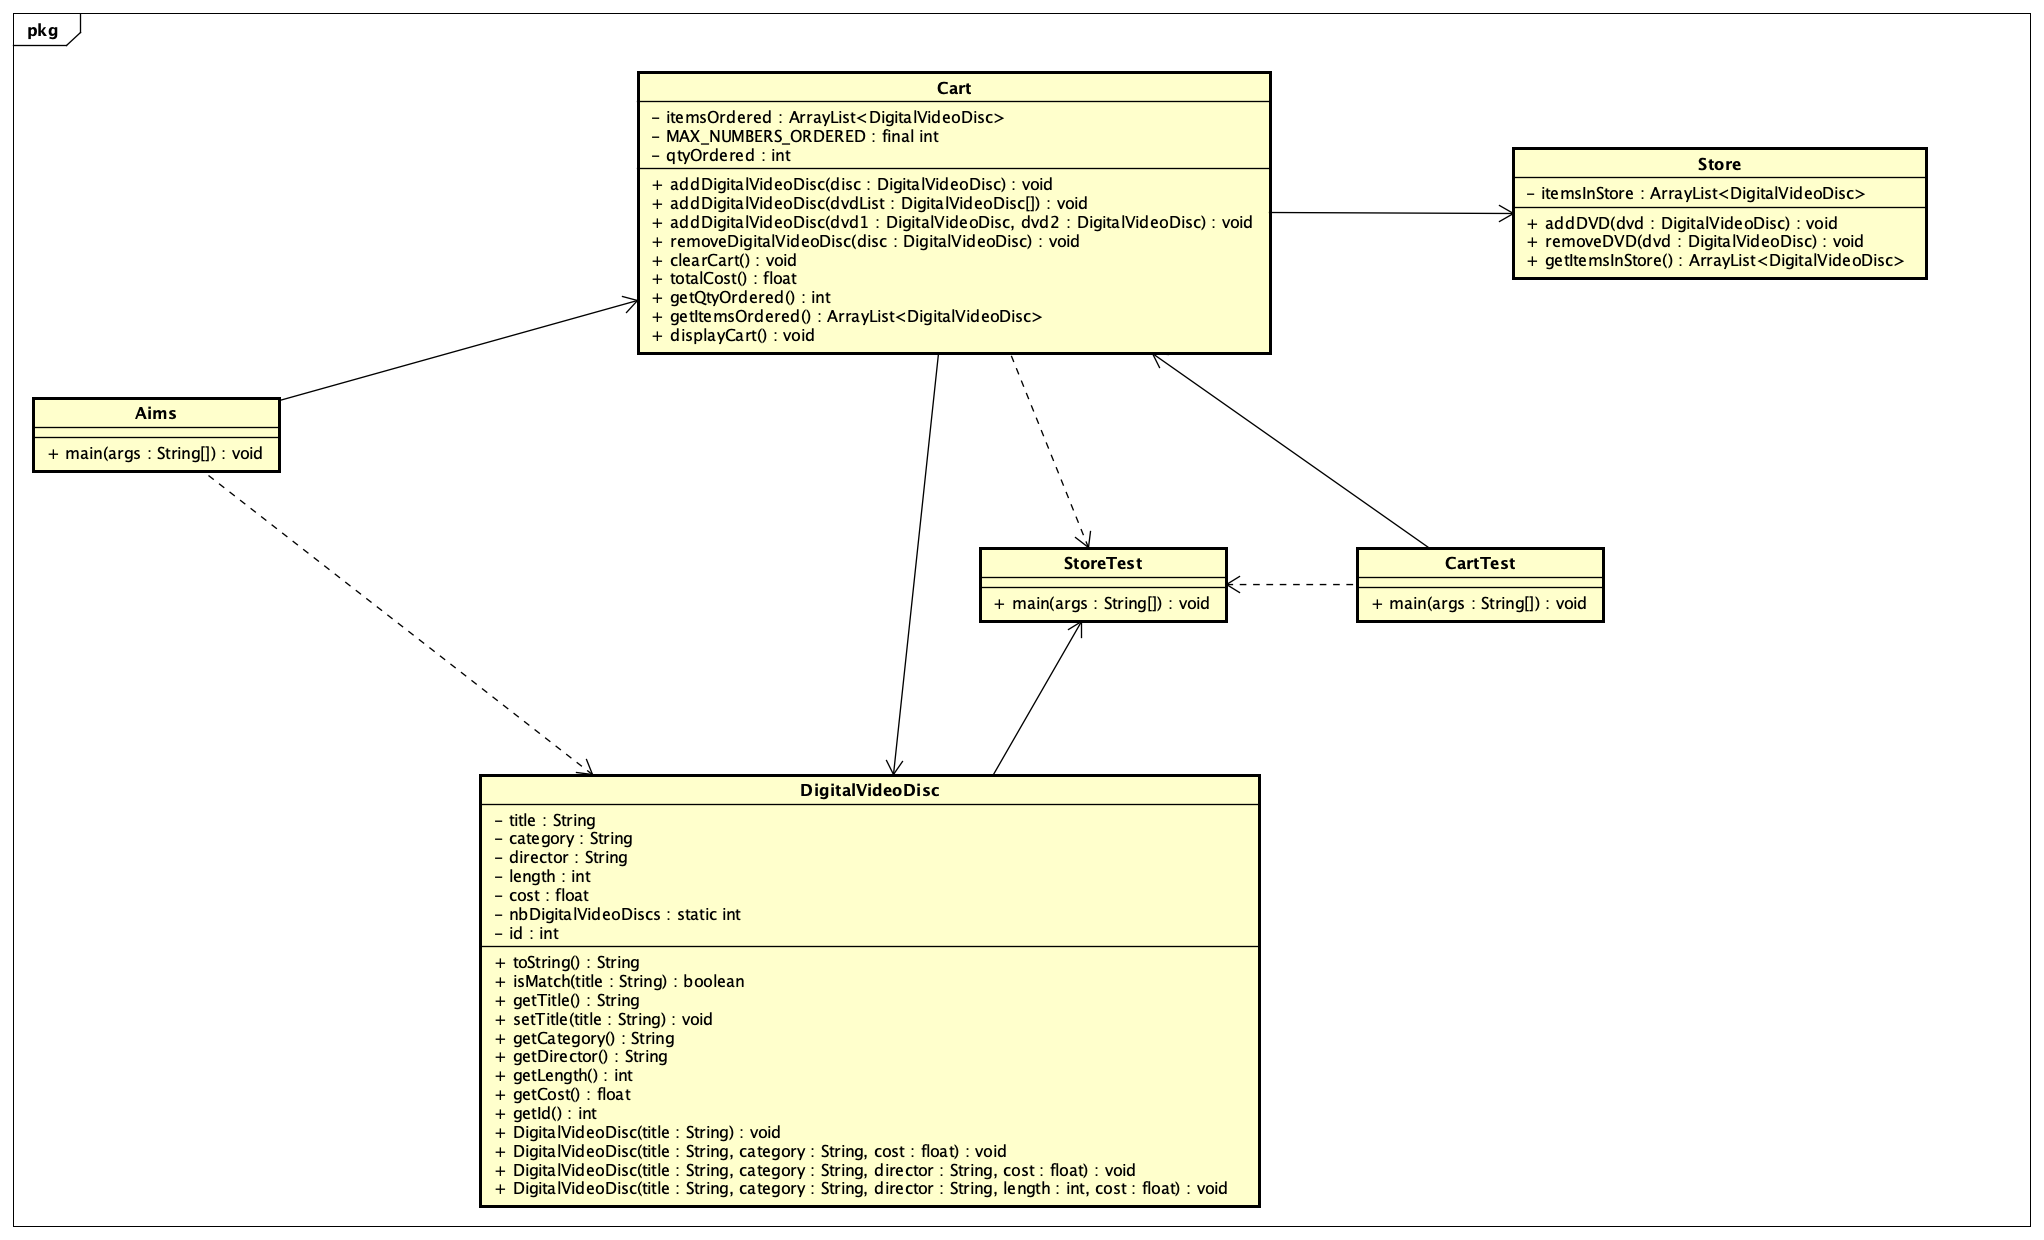 pkg
Cart
- itemsOrdered : ArrayList<DigitalVideoDisc>
- MAX_NUMBERS_ORDERED : final int
- qtyOrdered : int
+ addDigitalVideoDisc(disc : DigitalVideoDisc) : void
+ addDigitalVideoDisc(dvdList : DigitalVideoDisc[]) : void
+ addDigitalVideoDisc(dvd1 : DigitalVideoDisc, dvd2 : DigitalVideoDisc) : void
+ removeDigitalVideoDisc(disc : DigitalVideoDisc) : void
+ clearCart() : void
+ totalCost() : float
+ getQtyOrdered() : int
+ getItemsOrdered() : ArrayList<DigitalVideoDisc>
+ displayCart() : void
Store
- itemsInStore : ArrayList<DigitalVideoDisc>
+ addDVD(dvd : DigitalVideoDisc) : void
+ removeDVD(dvd : DigitalVideoDisc) : void
+ getItemsInStore() : ArrayList<DigitalVideoDisc>
Aims
+ main(args : String[]) : void
StoreTest
+ main(args : String[]) : void
CartTest
+ main(args : String[]) : void
DigitalVideoDisc
- title : String
- category : String
- director : String
- length : int
- cost : float
- nbDigitalVideoDiscs : static int
- id : int
+ toString() : String
+ isMatch(title : String) : boolean
+ getTitle() : String
+ setTitle(title : String) : void
+ getCategory() : String
+ getDirector() : String
+ getLength() : int
+ getCost() : float
+ getId() : int
+ DigitalVideoDisc(title : String) : void
+ DigitalVideoDisc(title : String, category : String, cost : float) : void
+ DigitalVideoDisc(title : String, category : String, director : String, cost : float) : void
+ DigitalVideoDisc(title : String, category : String, director : String, length : int, cost : float) : void